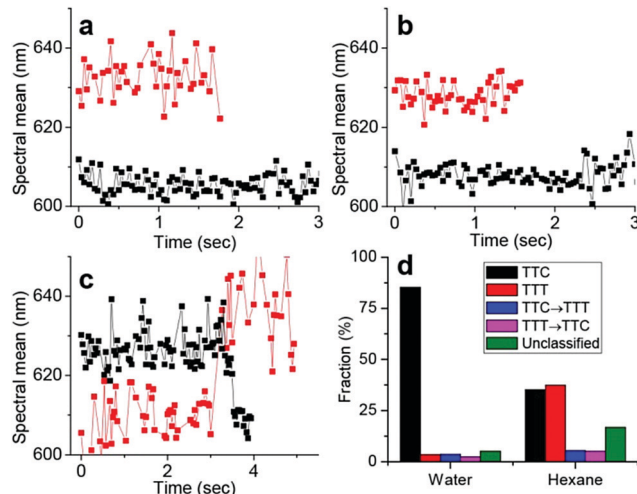 a
640
620
600
Spectral mean (nm)
0 1 2 3
Time (sec)
b
640
620
600
Spectral mean (nm)
0 1 2 3
Time (sec)
c
640
620
600
Spectral mean (nm)
0 2 4
Time (sec)
d
100
75
50
25
0
Fraction (%)
TTC
TTT
TTC→TTT
TTT→TTC
Unclassified
Water Hexane